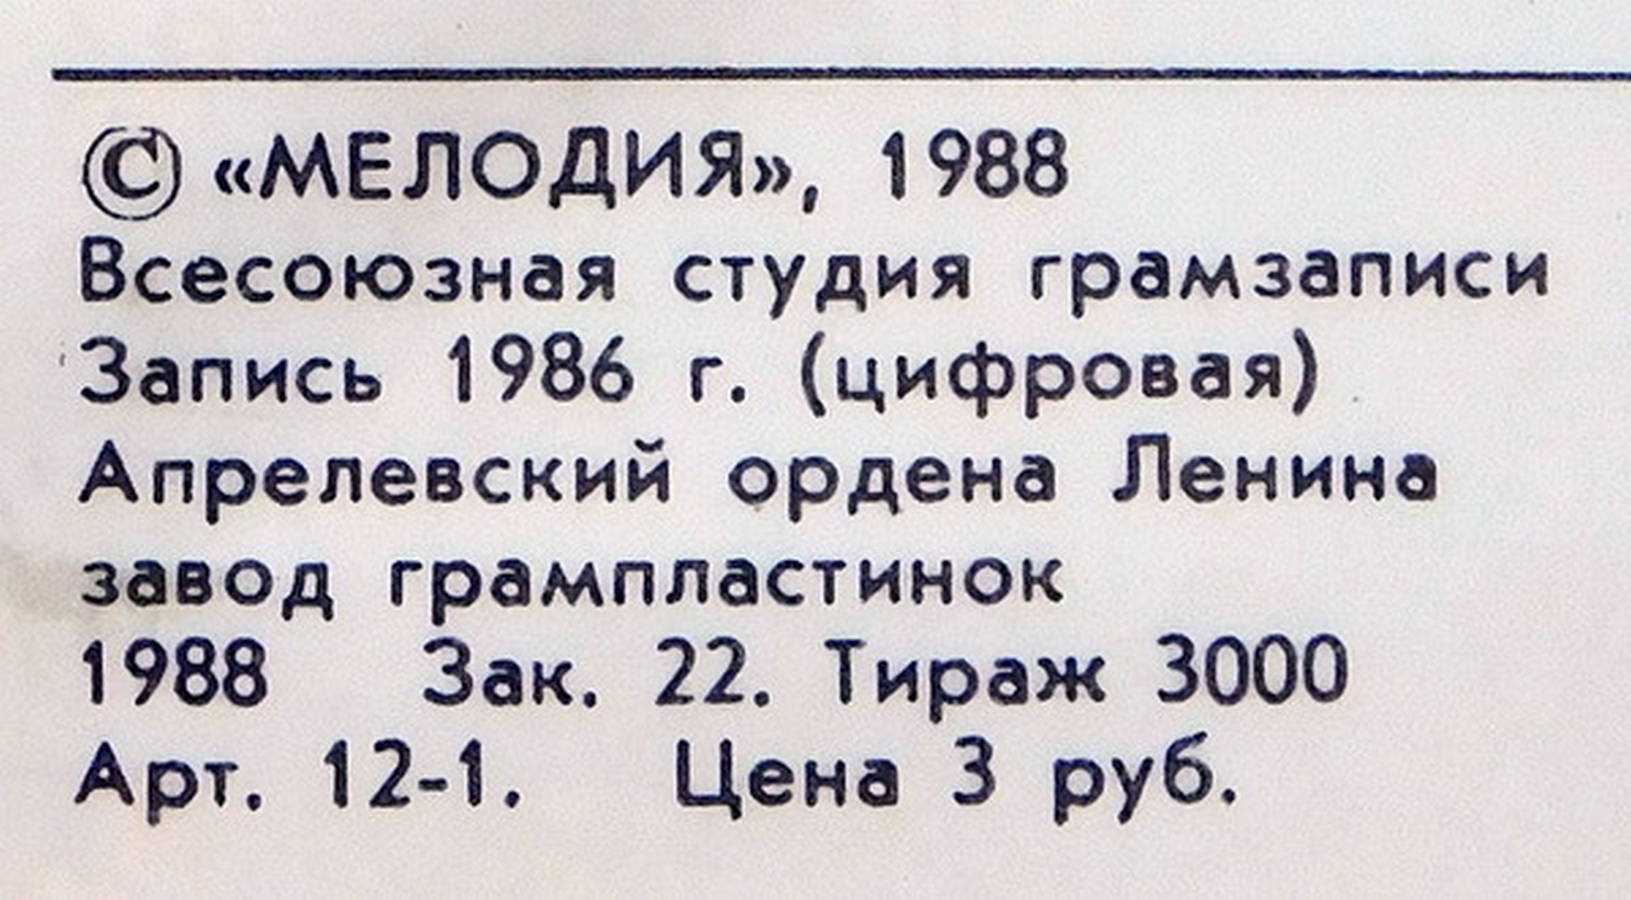 © «МЕЛОДИЯ», 1988
Всесоюзная студия грамзаписи
Запись 1986 г. (цифровая)
Апрелевский ордена Ленина
завод грампластинок
1988 Зак. 22. Тираж 3000
Арт. 12-1. Цена 3 руб.